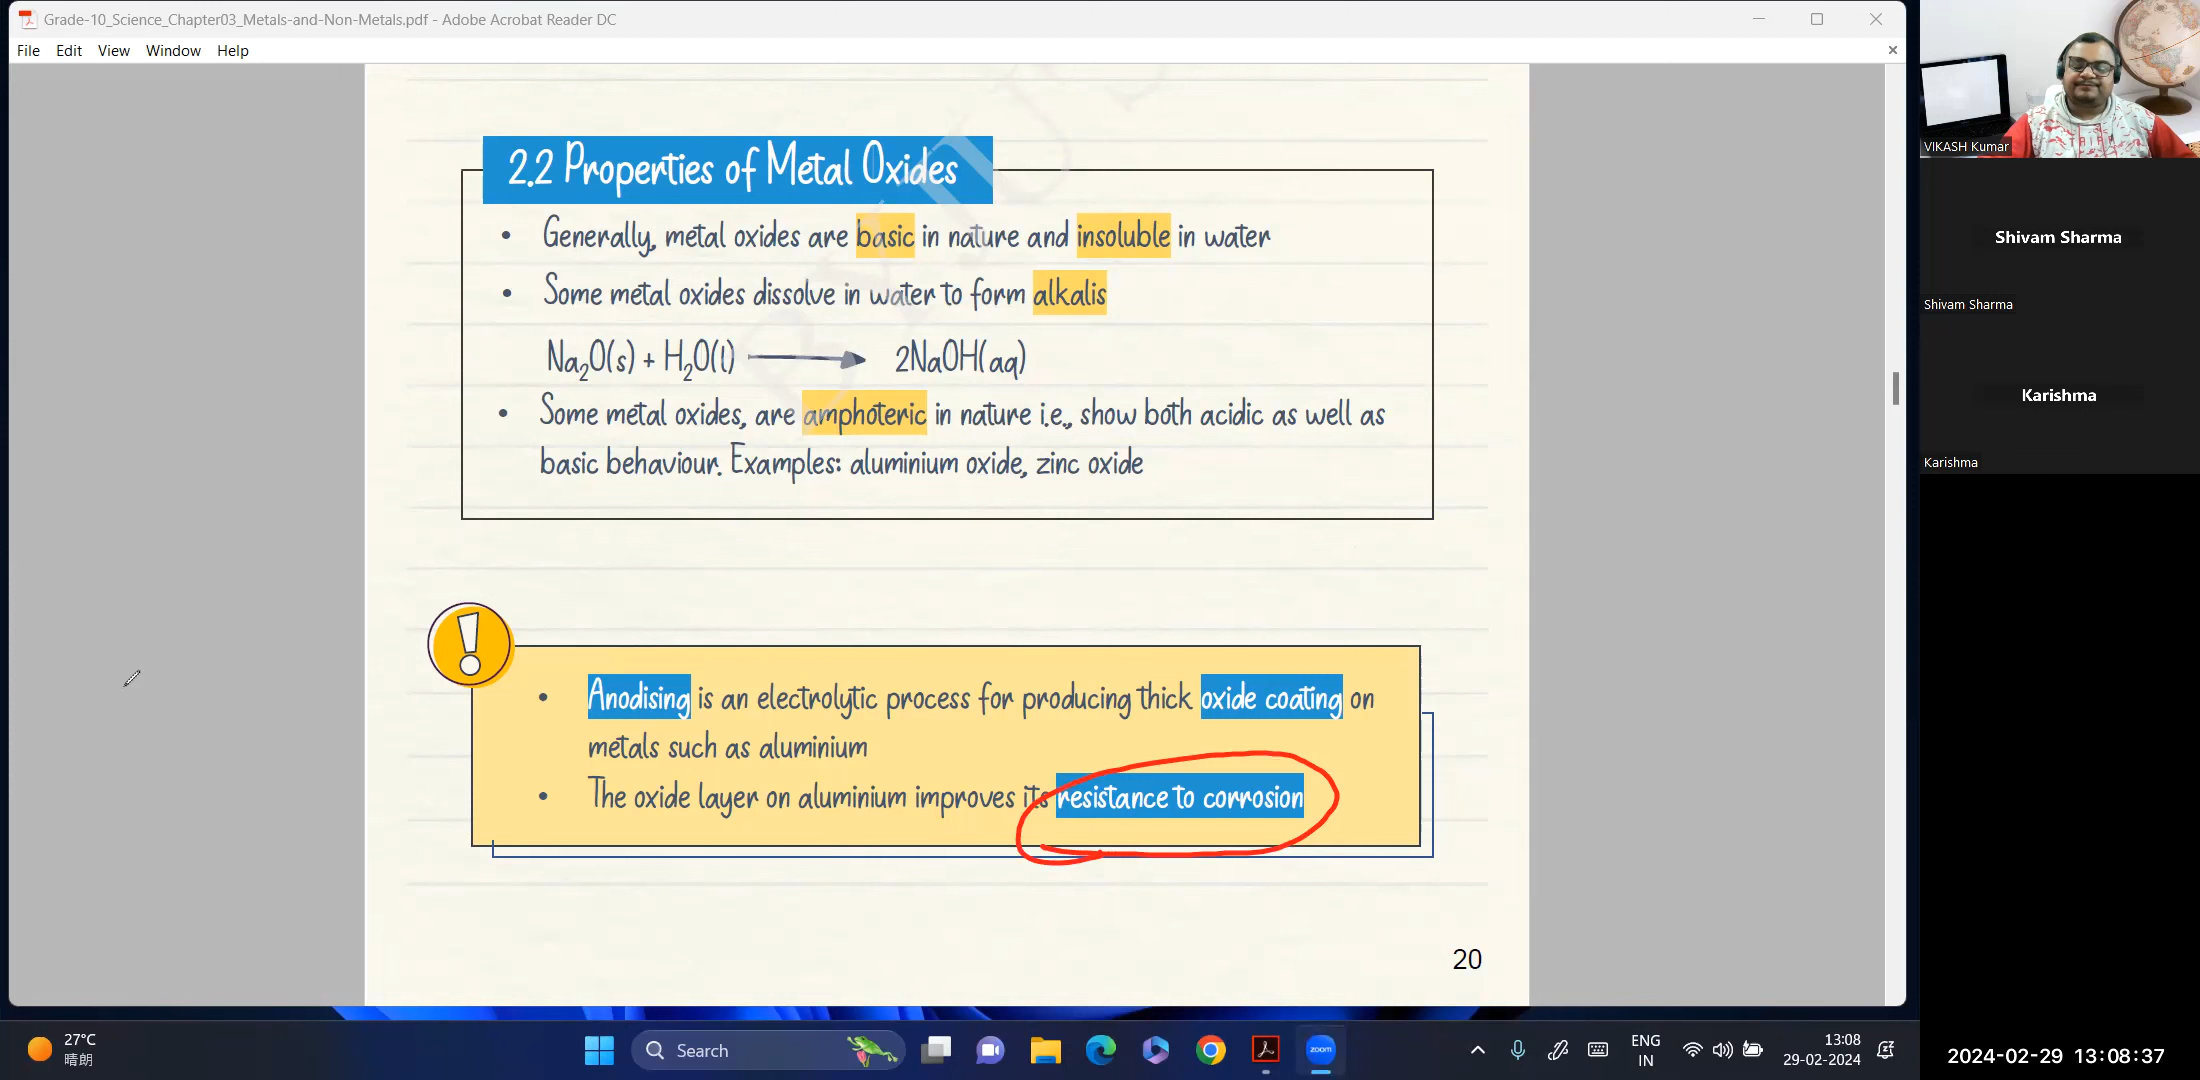 Grade-10_Science_Chapter03_Metals-and-Non-Metals.pdf - Adobe Acrobat Reader DC
File Edit View Window Help
2.2 Properties of Metal Oxides
• Generally, metal oxides are basic in nature and insoluble in water
• Some metal oxides dissolve in water to form alkalis
Na₂O(s) + H₂O(l) → 2NaOH(aq)
• Some metal oxides, are amphoteric in nature i.e., show both acidic as well as
basic behaviour. Examples: aluminium oxide, zinc oxide
• Anodising is an electrolytic process for producing thick oxide coating on
metals such as aluminium
• The oxide layer on aluminium improves its resistance to corrosion
20
VIKASH Kumar
Shivam Sharma
Shivam Sharma
Karishma
Karishma
27°C
晴朗
Search
zoom
ENG
IN
13:08
29-02-2024
2024-02-29 13:08:37